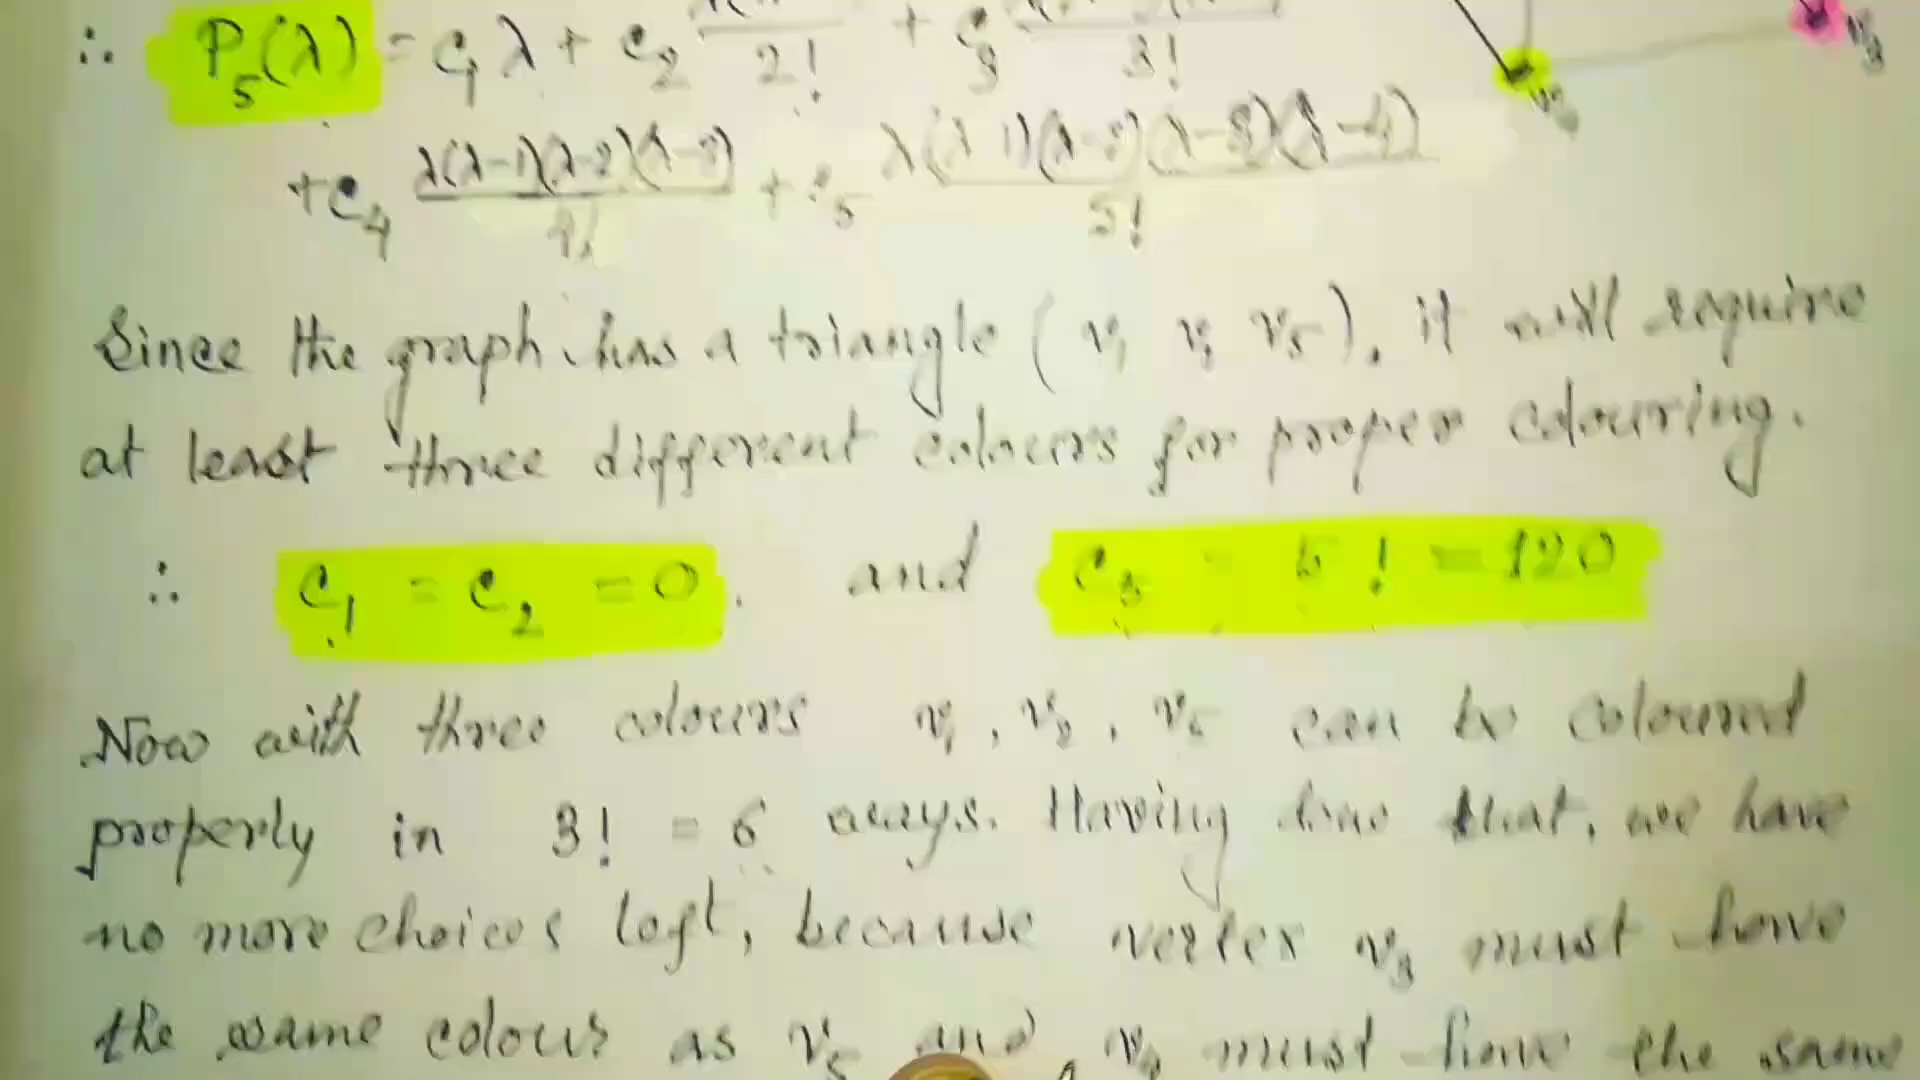 ∴ P₅(λ) = c₁ λ + c₂ /2! + c₃ /3!
v₃
v₄
+ c₄ λ(λ-1)(λ-2)(λ-3)/4! + c₅ λ(λ-1)(λ-2)(λ-3)(λ-4)/5!
Since the graph has a triangle (v₁ v₂ v₅), it will require
at least three different colours for proper colouring.
∴ c₁ = c₂ = 0. and c₅ = 5! = 120
Now with three colours v₁, v₂, v₅ can be coloured
properly in 3! = 6 ways. Having done that, we have
no more choices left, because vertex v₃ must have
the same colour as v₅ and v₄ must have the same